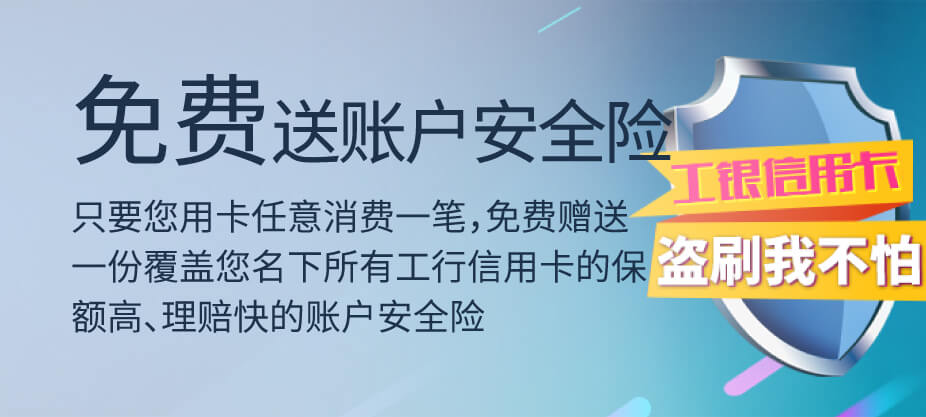 免费送账户安全险
只要您用卡任意消费一笔,免费赠送
一份覆盖您名下所有工行信用卡的保
额高、理赔快的账户安全险
工银信用卡
盗刷我不怕